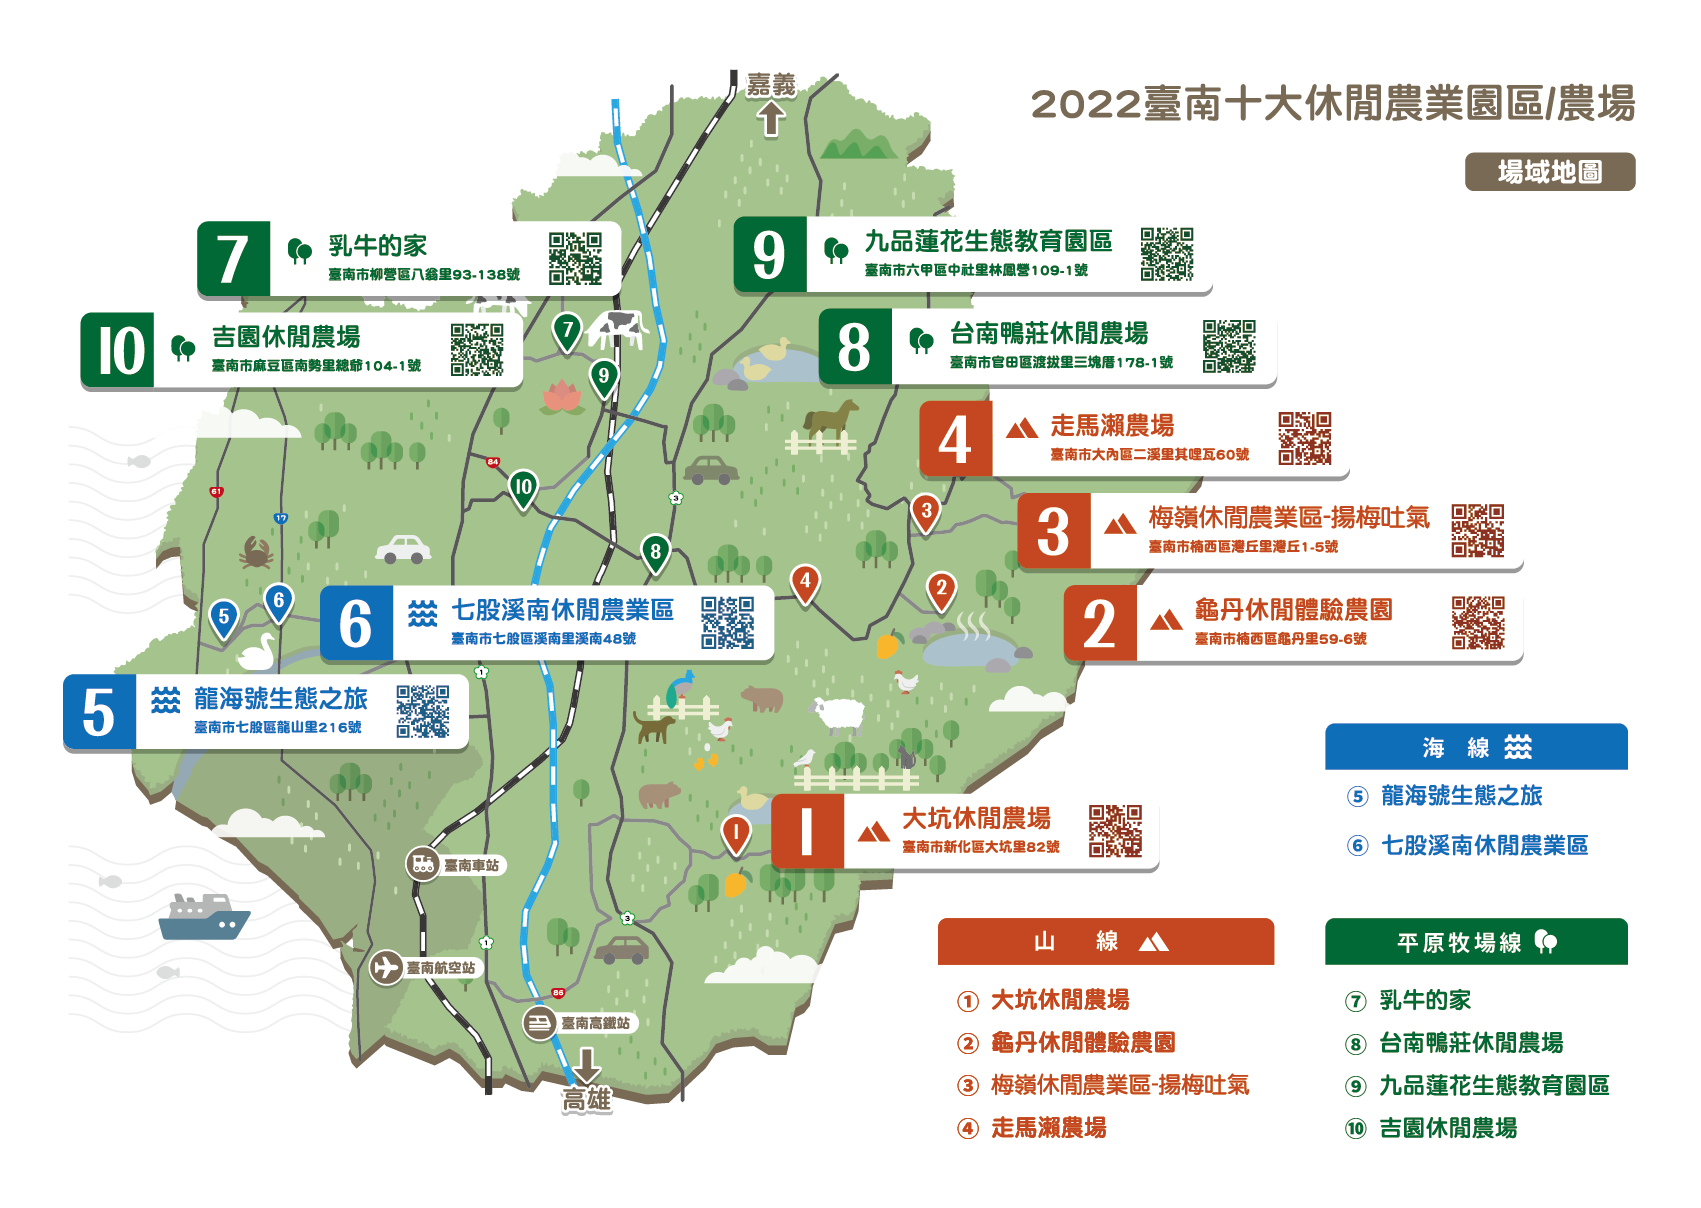 嘉義
2022臺南十大休閒農業園區/農場
場域地圖
7
乳牛的家
臺南市柳營區八翁里93-138號
9
九品蓮花生態教育園區
臺南市六甲區中社里林鳳營109-1號
10
吉園休閒農場
臺南市麻豆區南勢里總爺104-1號
8
台南鴨莊休閒農場
臺南市官田區渡拔里三塊厝178-1號
7
9
4
走馬瀨農場
臺南市大內區二溪里其哩瓦60號
84
10
61
17
3
3
3
梅嶺休閒農業區-揚梅吐氣
臺南市楠西區灣丘里灣丘1-5號
8
4
2
5
6
6
七股溪南休閒農業區
臺南市七股區溪南里溪南48號
2
龜丹休閒體驗農園
臺南市楠西區龜丹里59-6號
1
5
龍海號生態之旅
臺南市七股區龍山里216號
1
1
大坑休閒農場
臺南市新化區大坑里82號
臺南車站
3
1
臺南航空站
86
臺南高鐵站
高雄
海 線
⑤ 龍海號生態之旅
⑥ 七股溪南休閒農業區
山 線
① 大坑休閒農場
② 龜丹休閒體驗農園
③ 梅嶺休閒農業區-揚梅吐氣
④ 走馬瀨農場
平原牧場線
⑦ 乳牛的家
⑧ 台南鴨莊休閒農場
⑨ 九品蓮花生態教育園區
⑩ 吉園休閒農場